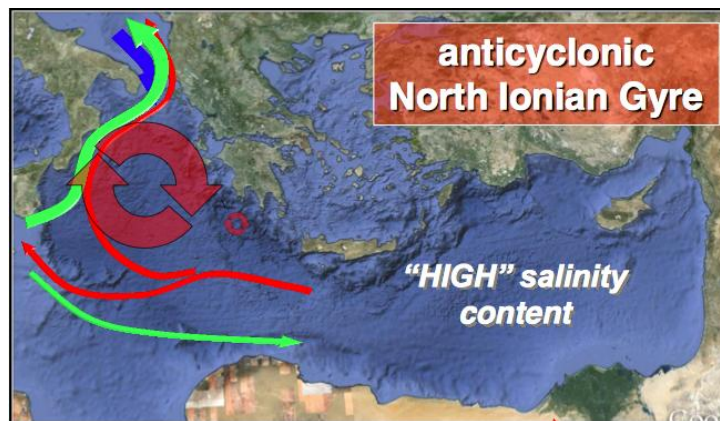 anticyclonic
North Ionian Gyre
“HIGH” salinity
content